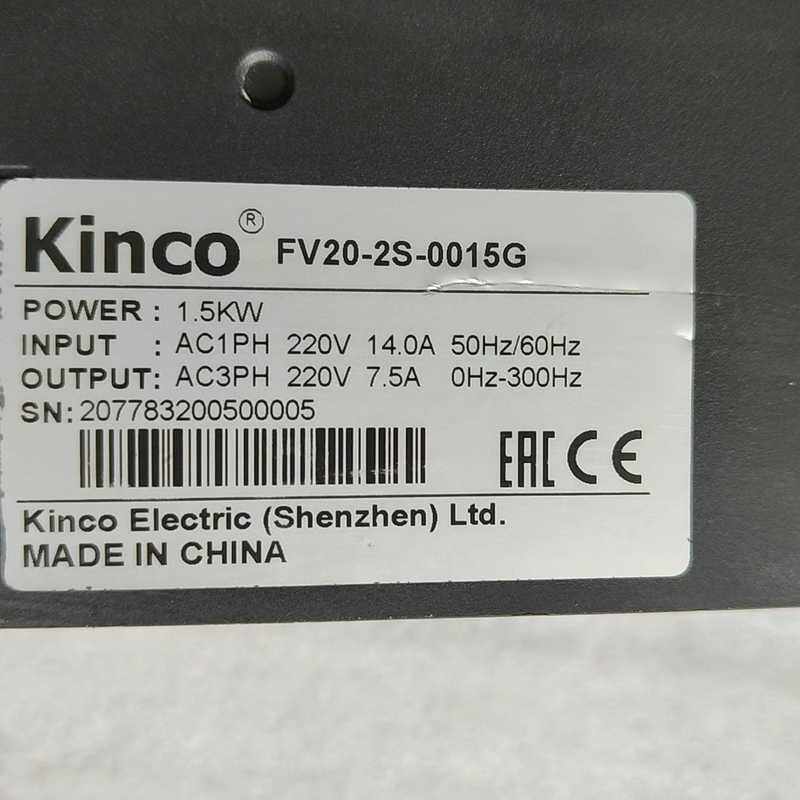 Kinco® FV20-2S-0015G
POWER : 1.5KW
INPUT : AC1PH 220V 14.0A 50Hz/60Hz
OUTPUT: AC3PH 220V 7.5A 0Hz-300Hz
SN: 207783200500005
EAC CE
Kinco Electric (Shenzhen) Ltd.
MADE IN CHINA